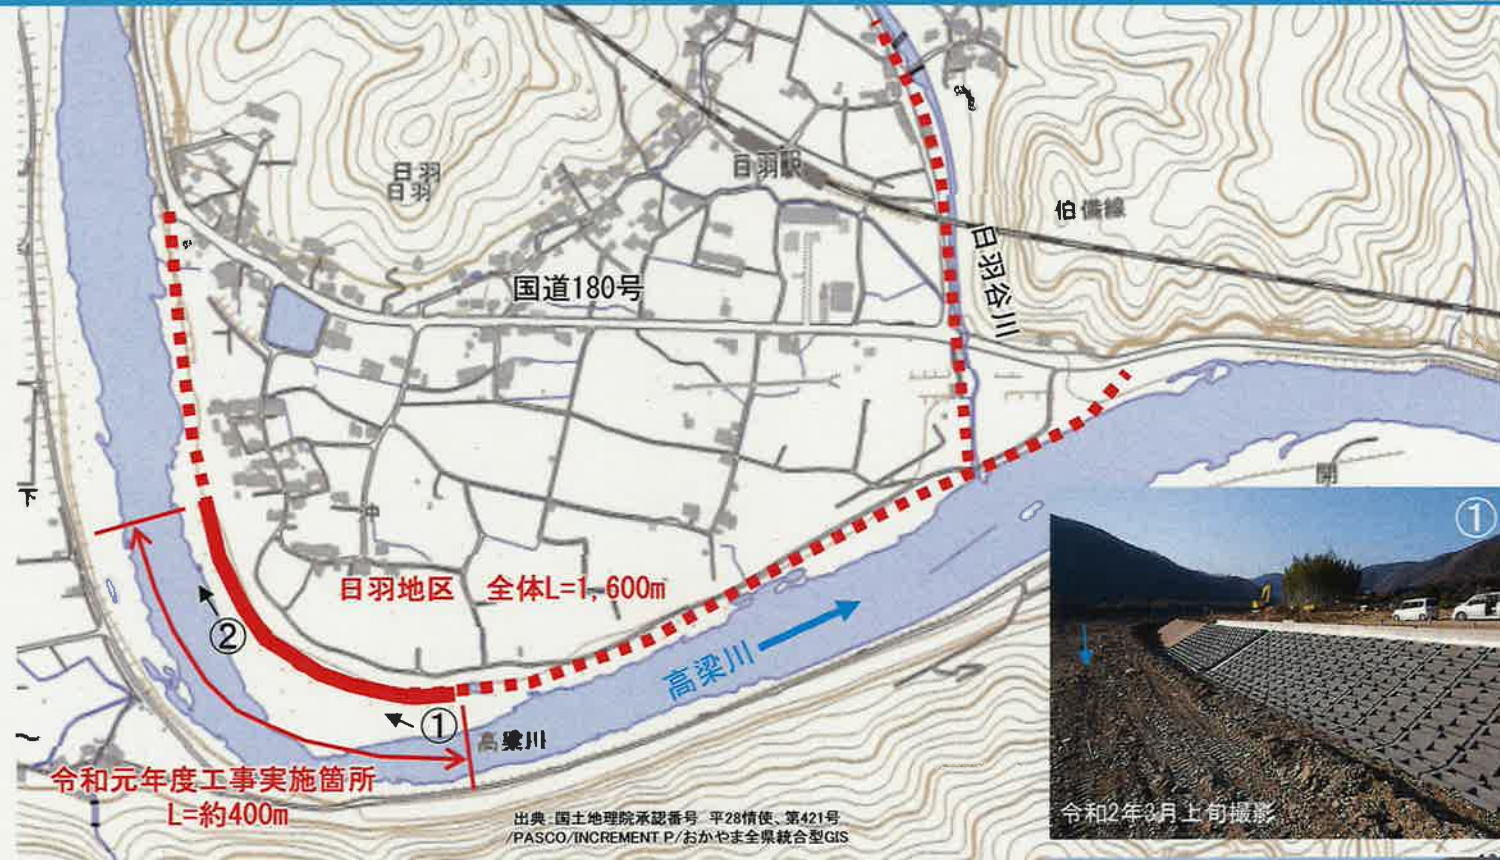 日羽
日羽
日羽駅
伯備線
日羽谷川
国道180号
開
下
日羽地区 全体L=1,600m
②
高梁川
①
高梁川
令和元年度工事実施箇所
L=約400m
出典 国土地理院承認番号 平28情使、第421号
/PASCO/INCREMENT P/おかやま全県統合型GIS
①
令和2年3月上旬撮影